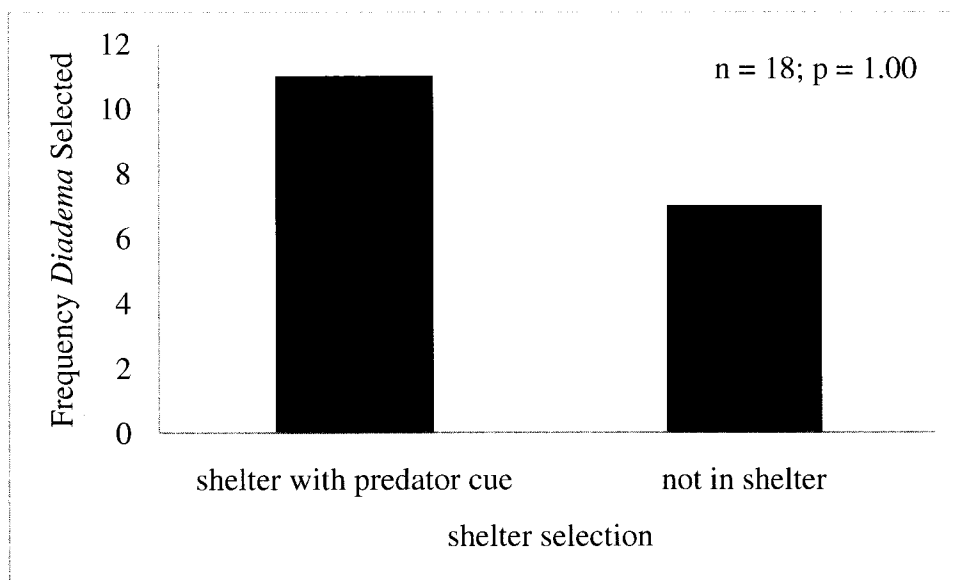 n = 18; p = 1.00
Frequency Diadema Selected
12
10
8
6
4
2
0
shelter with predator cue
not in shelter
shelter selection